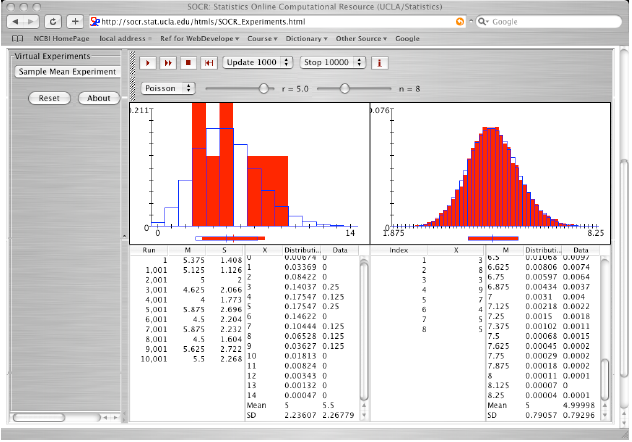 SOCR: Statistics Online Computational Resource (UCLA/Statistics)
http://socr.stat.ucla.edu/htmls/SOCR_Experiments.html
Google
NCBI HomePage local address Ref for WebDevelope Course Dictionary Other Source Google
Virtual Experiments
Sample Mean Experiment
Reset About
Update 1000 Stop 10000
Poisson r = 5.0 n = 8
0.211
0
0 14
0.076
0
1.875 8.25
Run M S
1 5.375 1.408
1,001 5.125 1.126
2,001 5 2
3,001 4.625 2.066
4,001 4 1.773
5,001 5.875 2.696
6,001 4.5 2.204
7,001 5.875 2.232
8,001 4.5 1.604
9,001 5.625 2.722
10,001 5.5 2.268
X Distributi... Data
0 0.00674 0
1 0.03369 0
2 0.08422 0
3 0.14037 0.25
4 0.17547 0.125
5 0.17547 0.25
6 0.14622 0
7 0.10444 0.125
8 0.06528 0.125
9 0.03627 0.125
10 0.01813 0
11 0.00824 0
12 0.00343 0
13 0.00132 0
14 0.00047 0
Mean 5 5.5
SD 2.23607 2.26779
Index X
1 3
2 8
3 3
4 9
5 7
6 4
7 5
8 5
M Distributi... Data
6.5 0.01068 0.0097
6.625 0.00806 0.0074
6.75 0.00597 0.0064
6.875 0.00434 0.0037
7 0.0031 0.004
7.125 0.00218 0.0022
7.25 0.0015 0.0018
7.375 0.00102 0.0011
7.5 0.00068 0.0015
7.625 0.00045 0.0002
7.75 0.00029 0.0002
7.875 0.00018 0.0002
8 0.00011 0.0001
8.125 0.00007 0
8.25 0.00004 0.0001
Mean 5 4.99998
SD 0.79057 0.79296